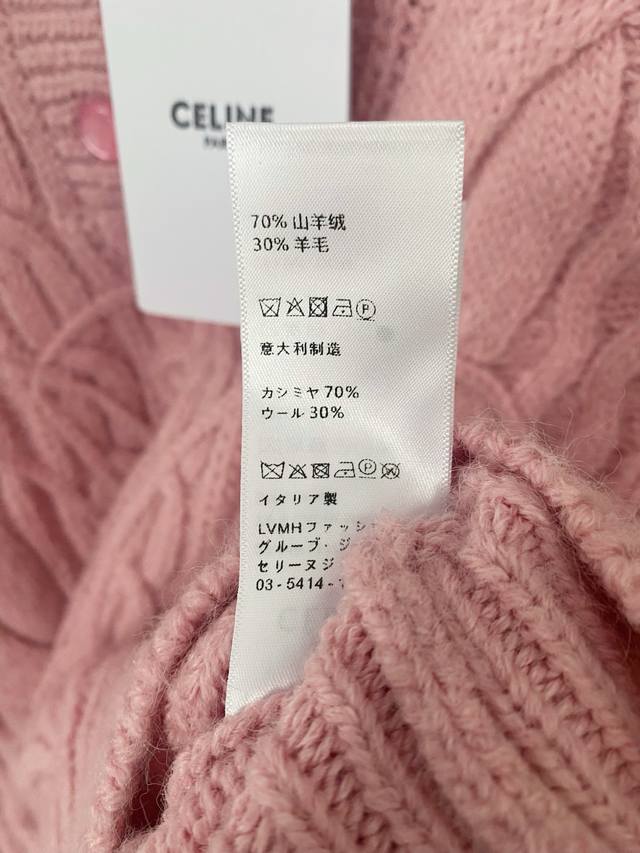 CELINE
70% 山羊绒
30% 羊毛
P
意大利制造
カシミヤ 70%
ウール 30%
P
イタリア製
LVMHファッシ
グループ・ジ
セリーヌジ
03-5414-